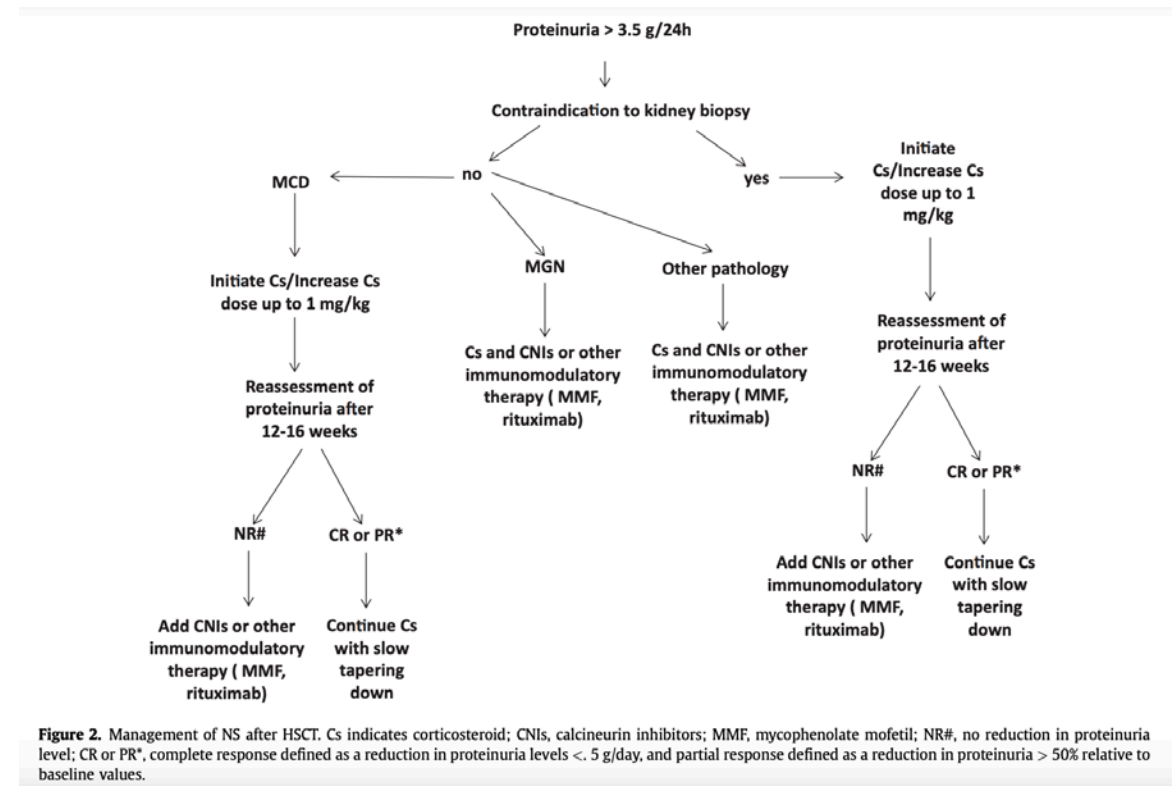 Proteinuria > 3.5 g/24h
Contraindication to kidney biopsy
no
yes
MCD
Initiate Cs/Increase Cs
dose up to 1 mg/kg
Reassessment of
proteinuria after
12-16 weeks
NR#
CR or PR*
Add CNIs or other
immunomodulatory
therapy ( MMF,
rituximab)
Continue Cs
with slow
tapering
down
MGN
Cs and CNIs or other
immunomodulatory
therapy ( MMF,
rituximab)
Other pathology
Cs and CNIs or other
immunomodulatory
therapy ( MMF,
rituximab)
Initiate
Cs/Increase Cs
dose up to 1
mg/kg
Reassessment of
proteinuria after
12-16 weeks
NR#
CR or PR*
Add CNIs or other
immunomodulatory
therapy ( MMF,
rituximab)
Continue Cs
with slow
tapering
down
Figure 2. Management of NS after HSCT. Cs indicates corticosteroid; CNIs, calcineurin inhibitors; MMF, mycophenolate mofetil; NR#, no reduction in proteinuria
level; CR or PR*, complete response defined as a reduction in proteinuria levels <. 5 g/day, and partial response defined as a reduction in proteinuria > 50% relative to
baseline values.